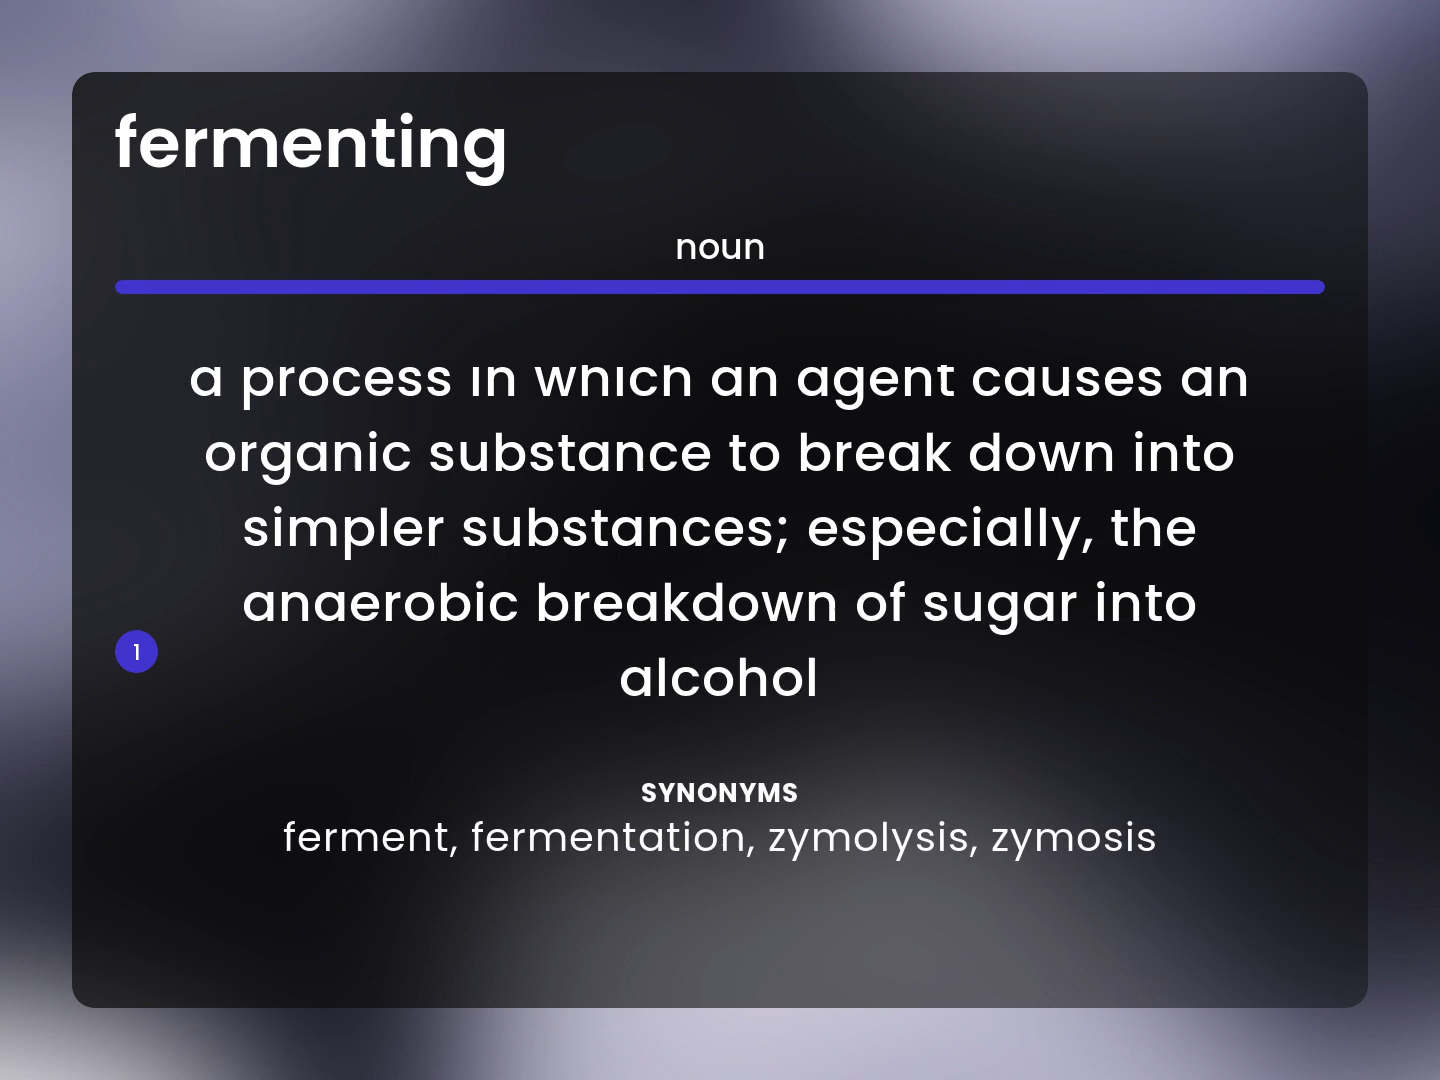 fermenting
noun
a process in which an agent causes an
organic substance to break down into
simpler substances; especially, the
anaerobic breakdown of sugar into
alcohol
1
SYNONYMS
ferment, fermentation, zymolysis, zymosis